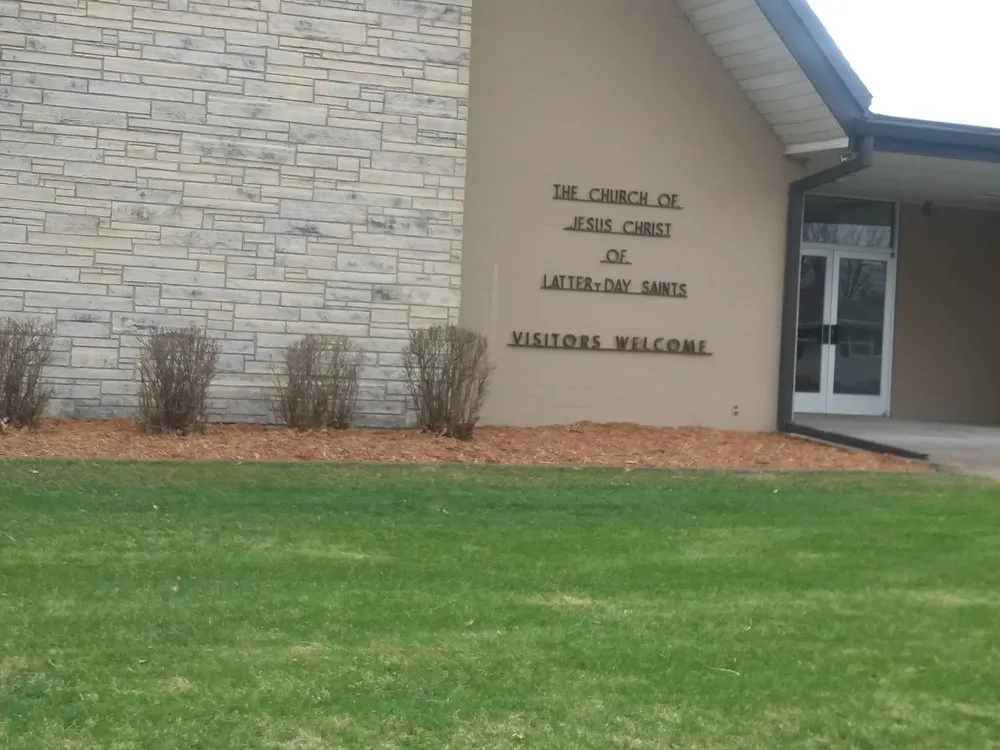 THE CHURCH OF
JESUS CHRIST
OF
LATTER-DAY SAINTS
VISITORS WELCOME